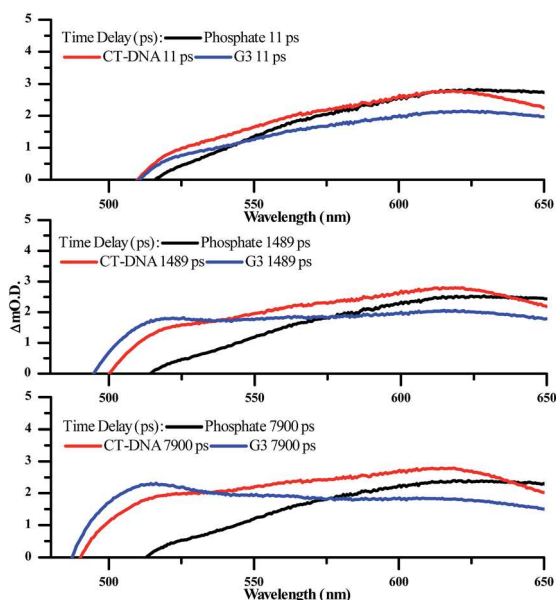 Time Delay (ps): Phosphate 11 ps
CT-DNA 11 ps G3 11 ps
5
4
3
2
1
0
500 550 600 650
Wavelength (nm)
Time Delay (ps): Phosphate 1489 ps
CT-DNA 1489 ps G3 1489 ps
ΔmO.D.
5
4
3
2
1
0
500 550 600 650
Time Delay (ps): Phosphate 7900 ps
CT-DNA 7900 ps G3 7900 ps
5
4
3
2
1
0
500 550 600 650
Wavelength (nm)